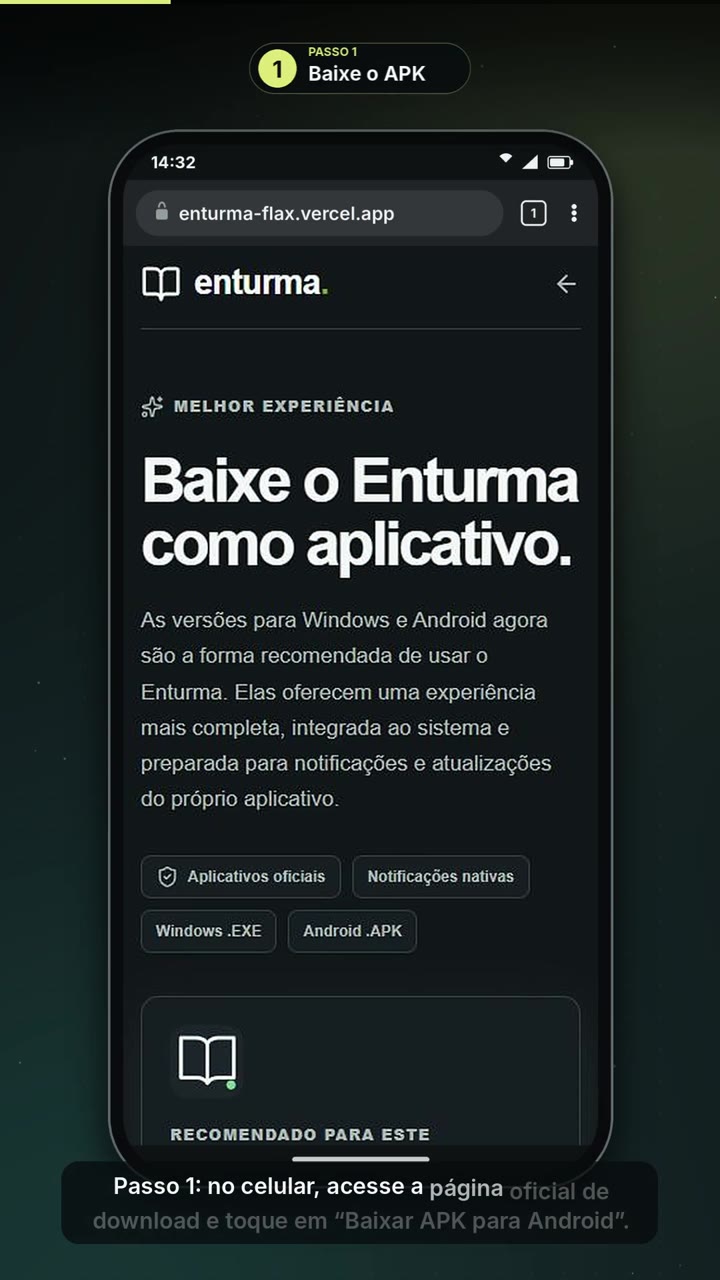 PASSO 1
1
Baixe o APK
14:32
enturma-flax.vercel.app
1
enturma.
MELHOR EXPERIÊNCIA
Baixe o Enturma
como aplicativo.
As versões para Windows e Android agora
são a forma recomendada de usar o
Enturma. Elas oferecem uma experiência
mais completa, integrada ao sistema e
preparada para notificações e atualizações
do próprio aplicativo.
Aplicativos oficiais
Notificações nativas
Windows .EXE
Android .APK
RECOMENDADO PARA ESTE
Passo 1: no celular, acesse a página oficial de
download e toque em “Baixar APK para Android”.